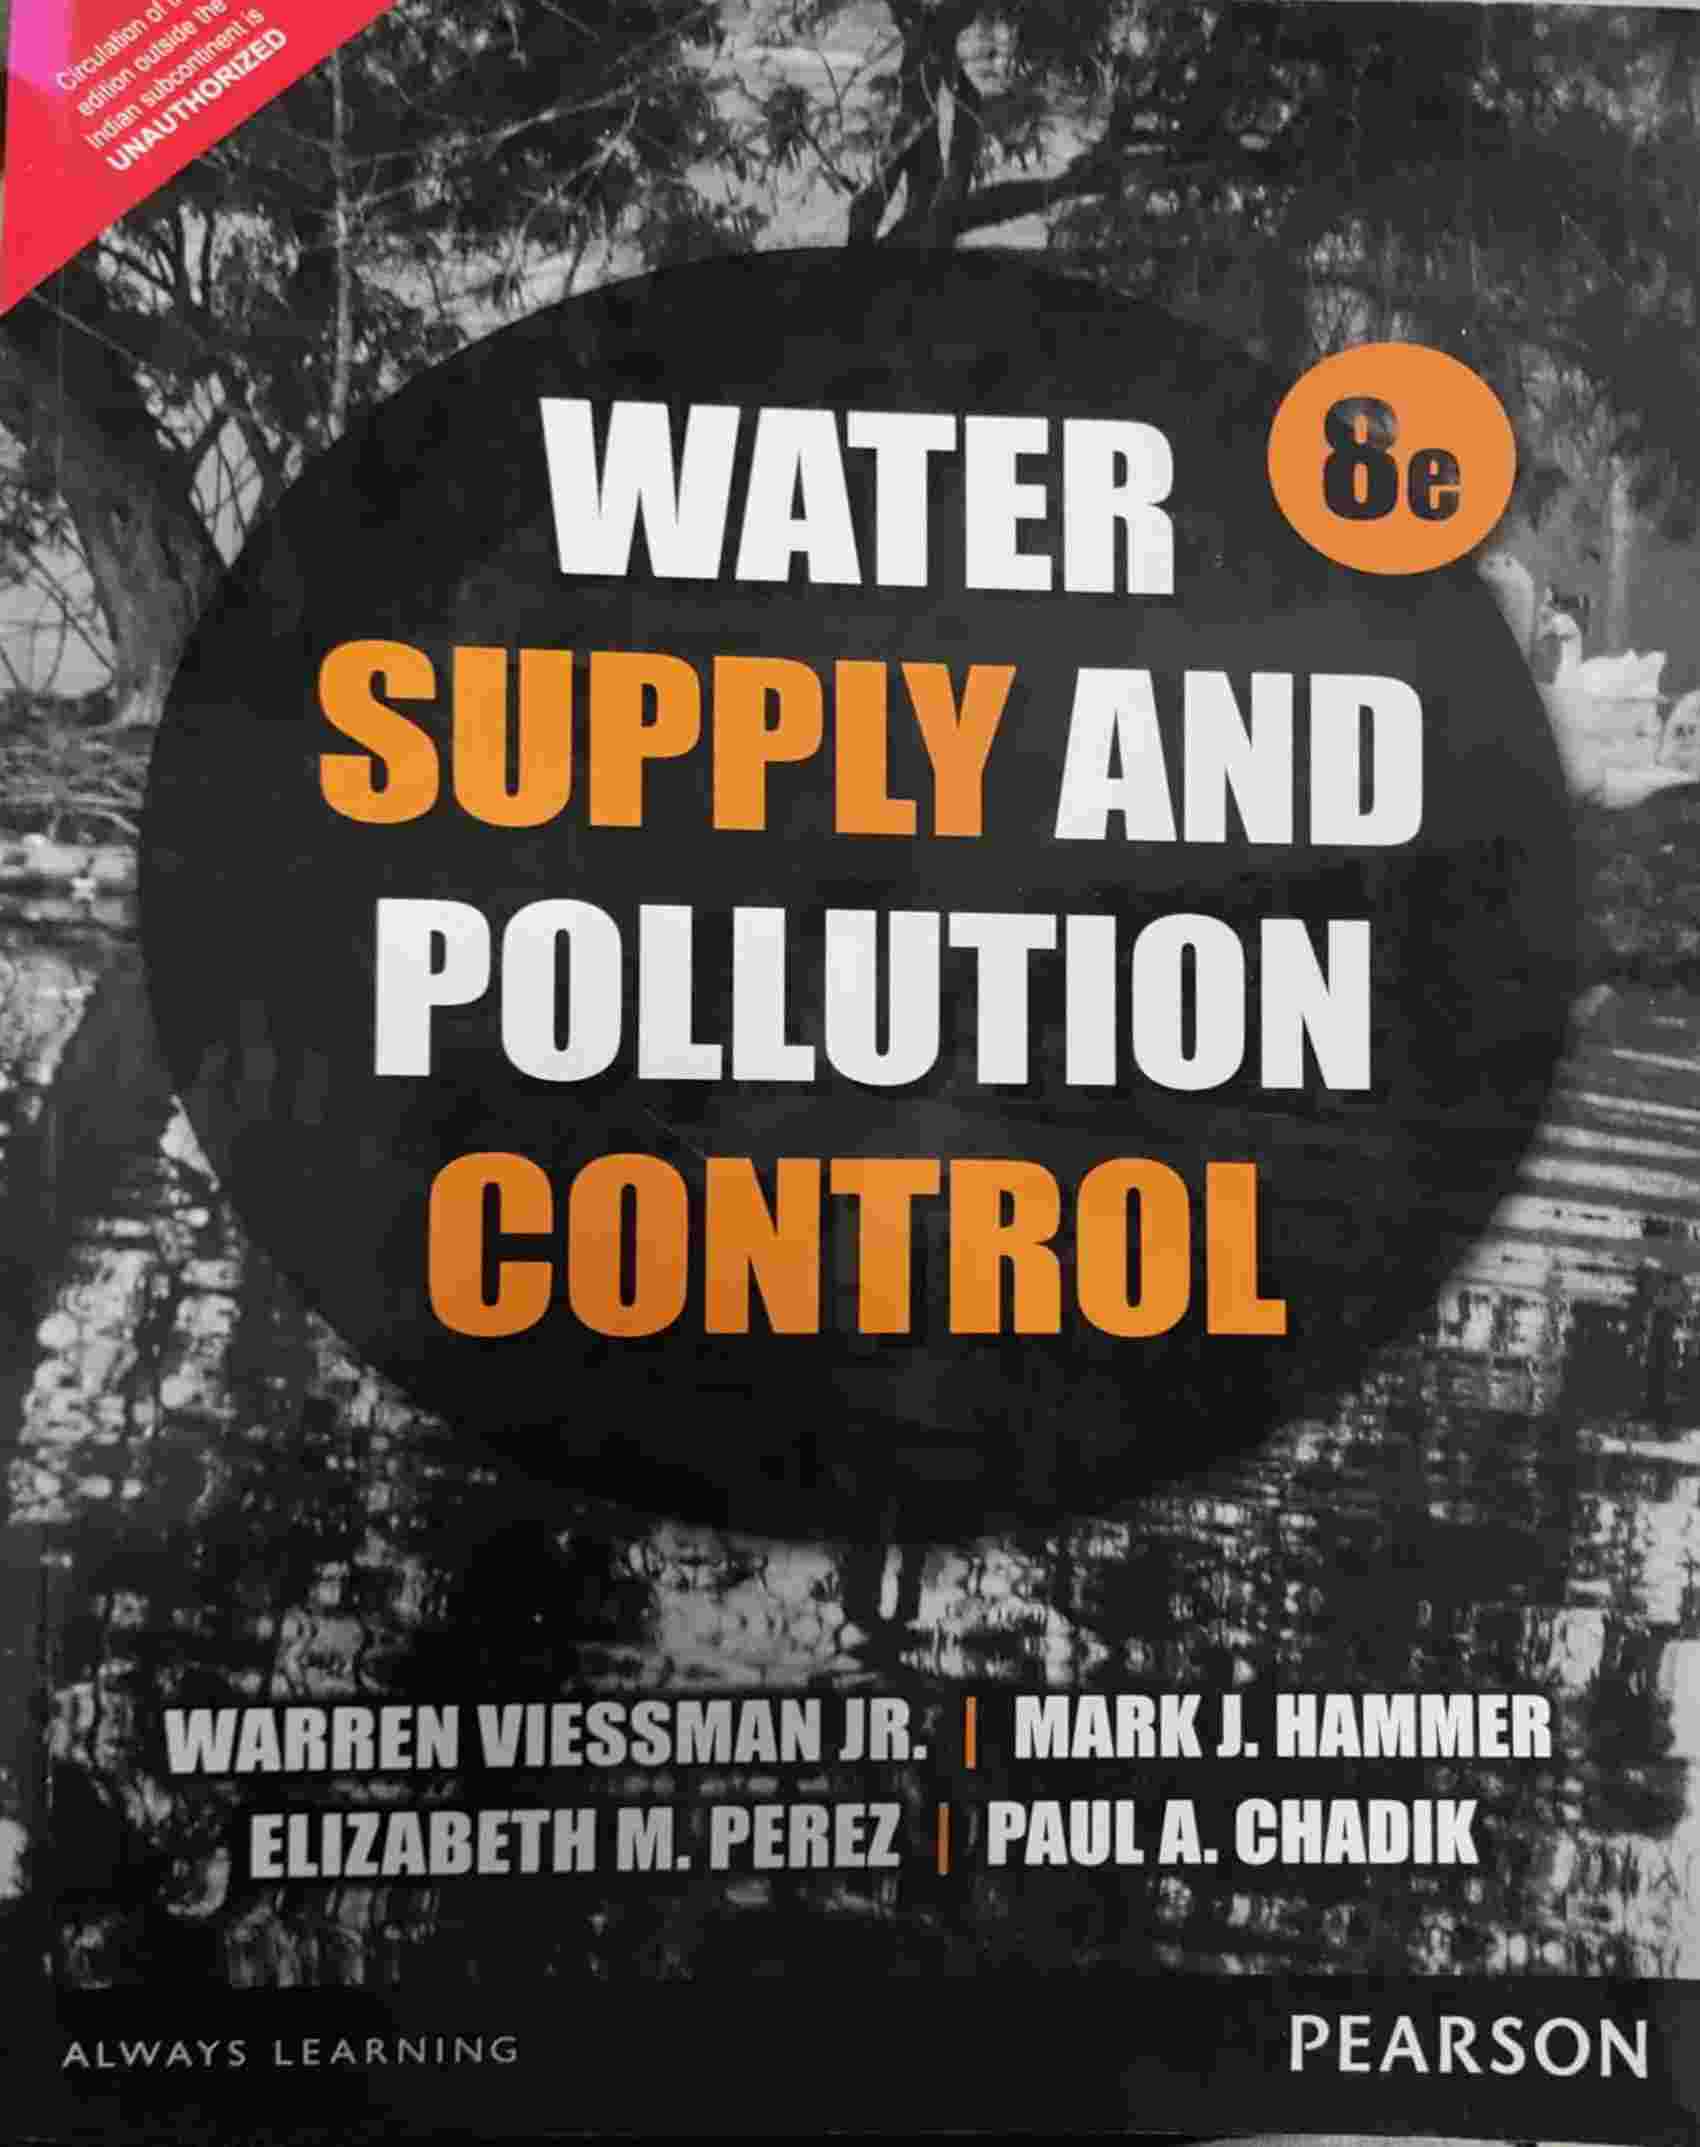 Circulation of
edition outside the
Indian subcontinent is
UNAUTHORIZED
WATER
8e
SUPPLY AND
POLLUTION
CONTROL
WARREN VIESSMAN JR. | MARK J. HAMMER
ELIZABETH M. PEREZ | PAUL A. CHADIK
ALWAYS LEARNING
PEARSON